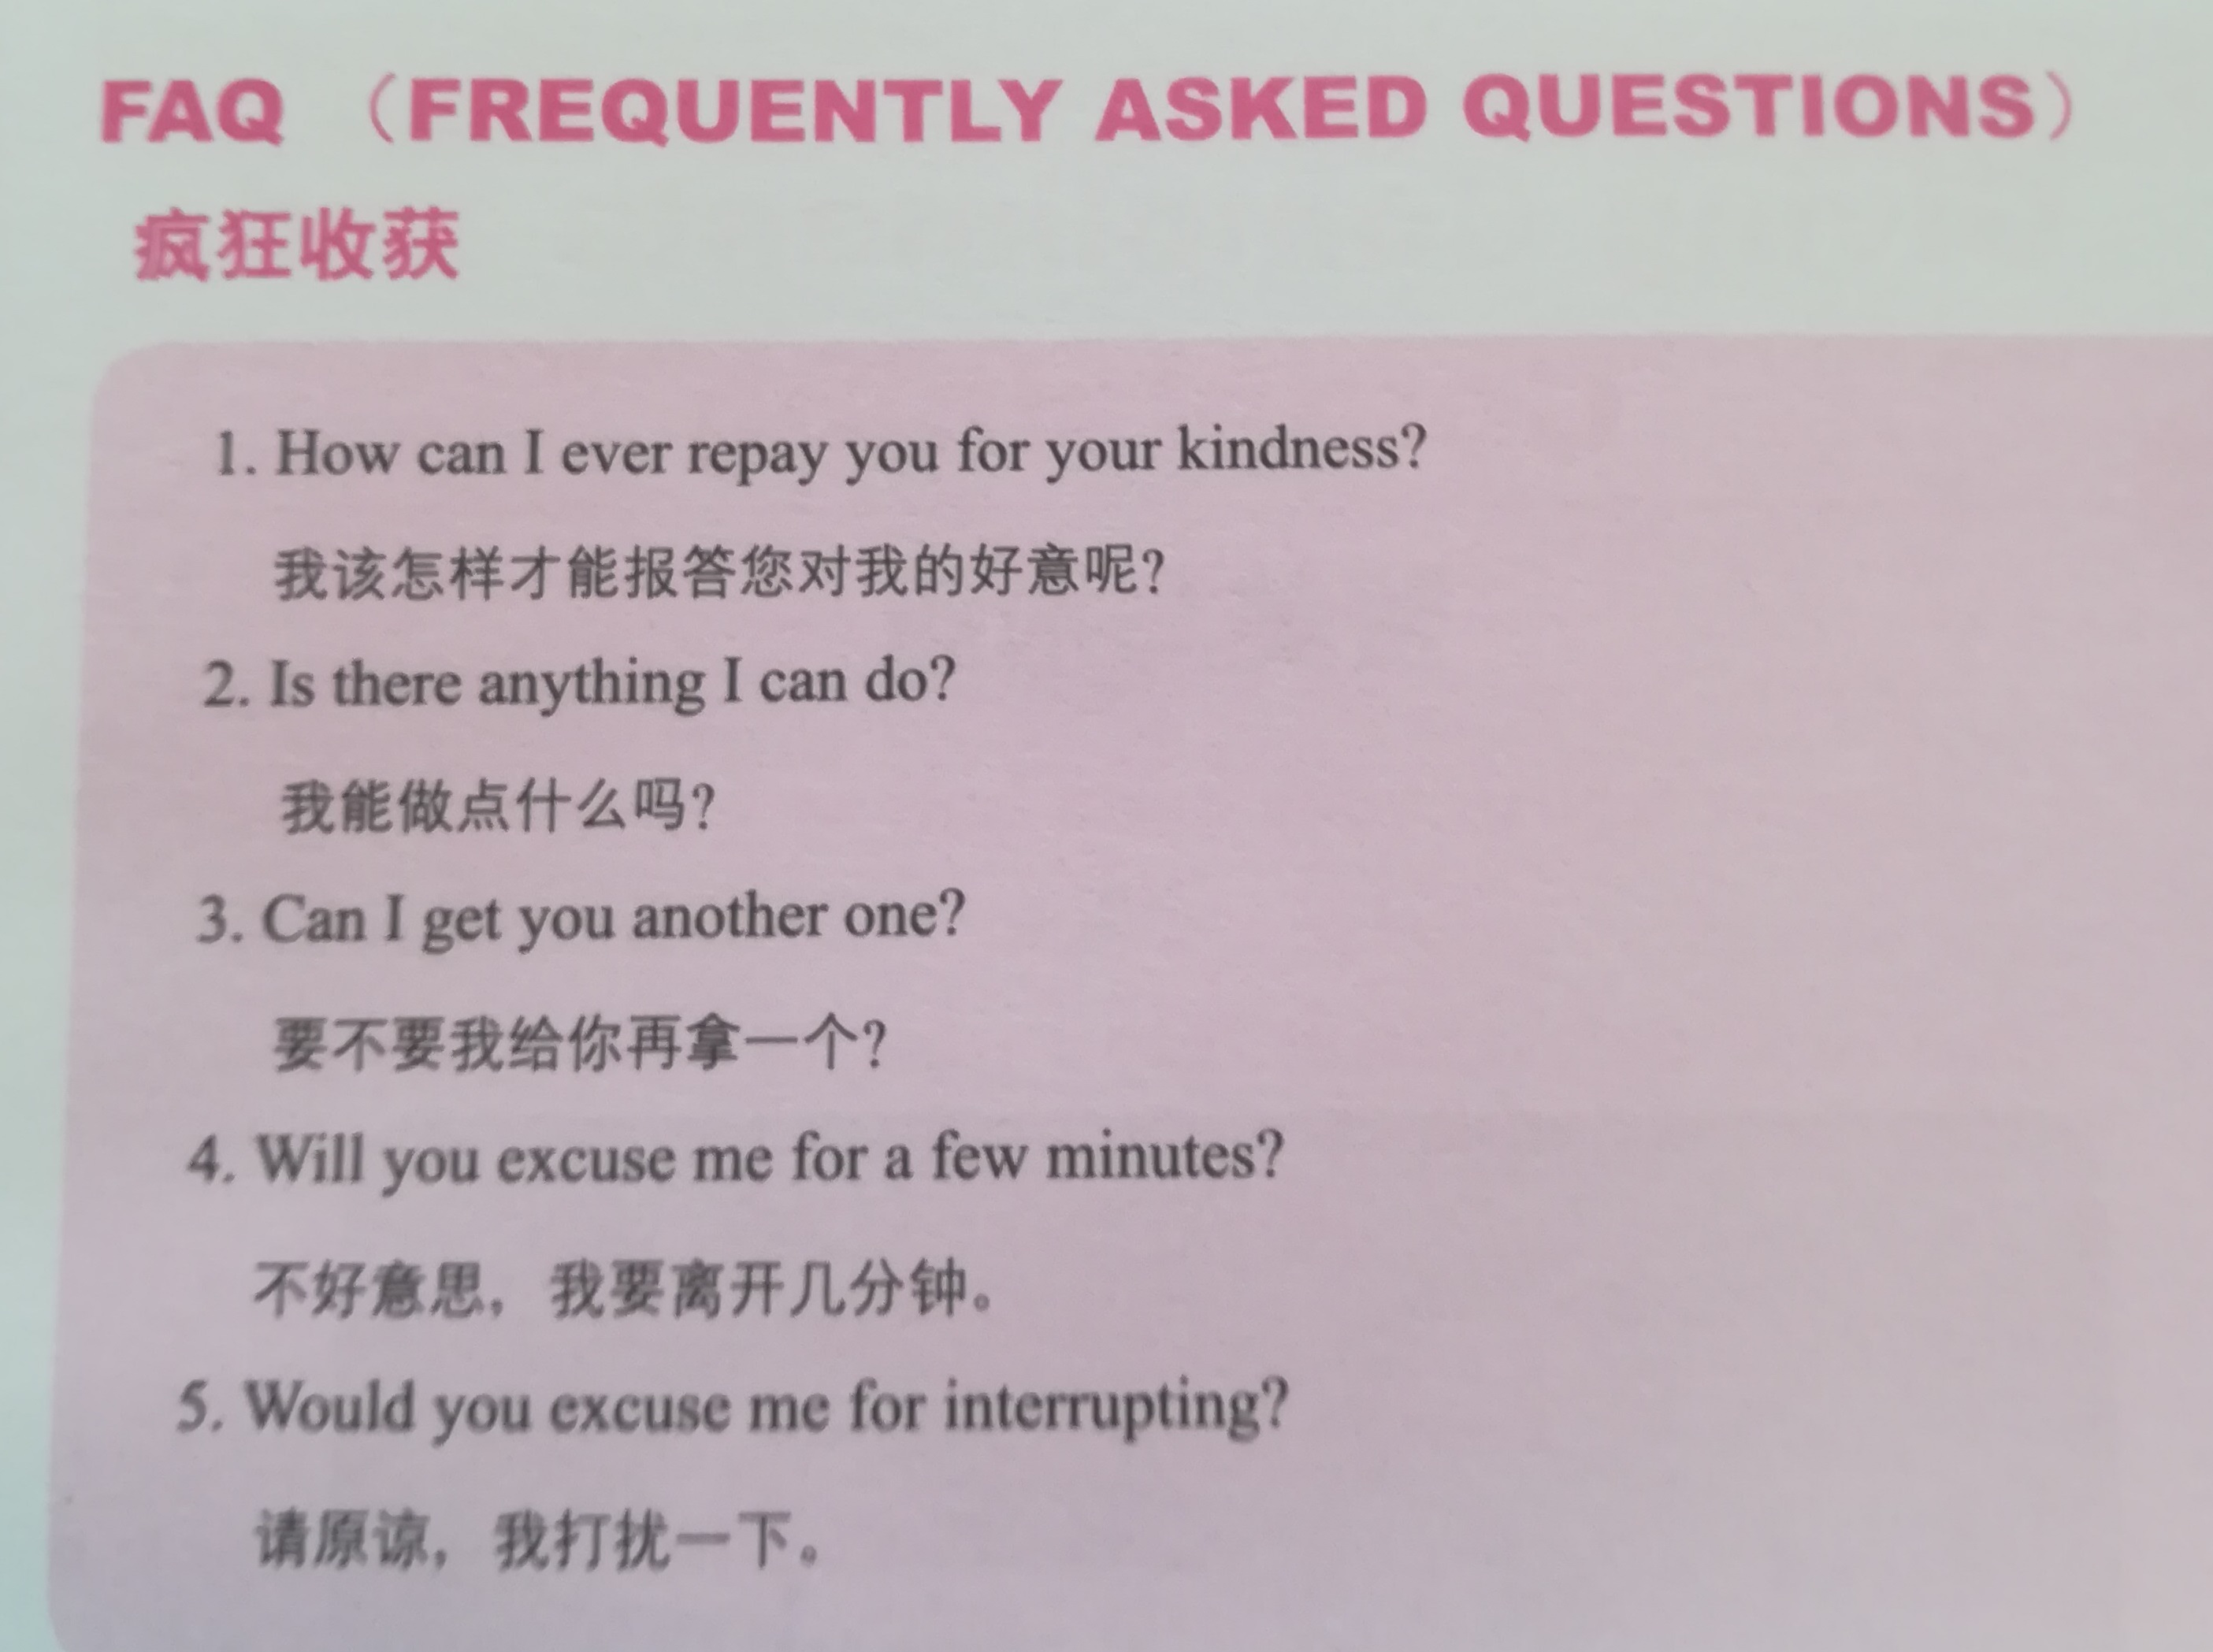 FAQ （FREQUENTLY ASKED QUESTIONS）
疯狂收获
1. How can I ever repay you for your kindness?
我该怎样才能报答您对我的好意呢?
2. Is there anything I can do?
我能做点什么吗?
3. Can I get you another one?
要不要我给你再拿一个?
4. Will you excuse me for a few minutes?
不好意思，我要离开几分钟。
5. Would you excuse me for interrupting?
请原谅，我打扰一下。